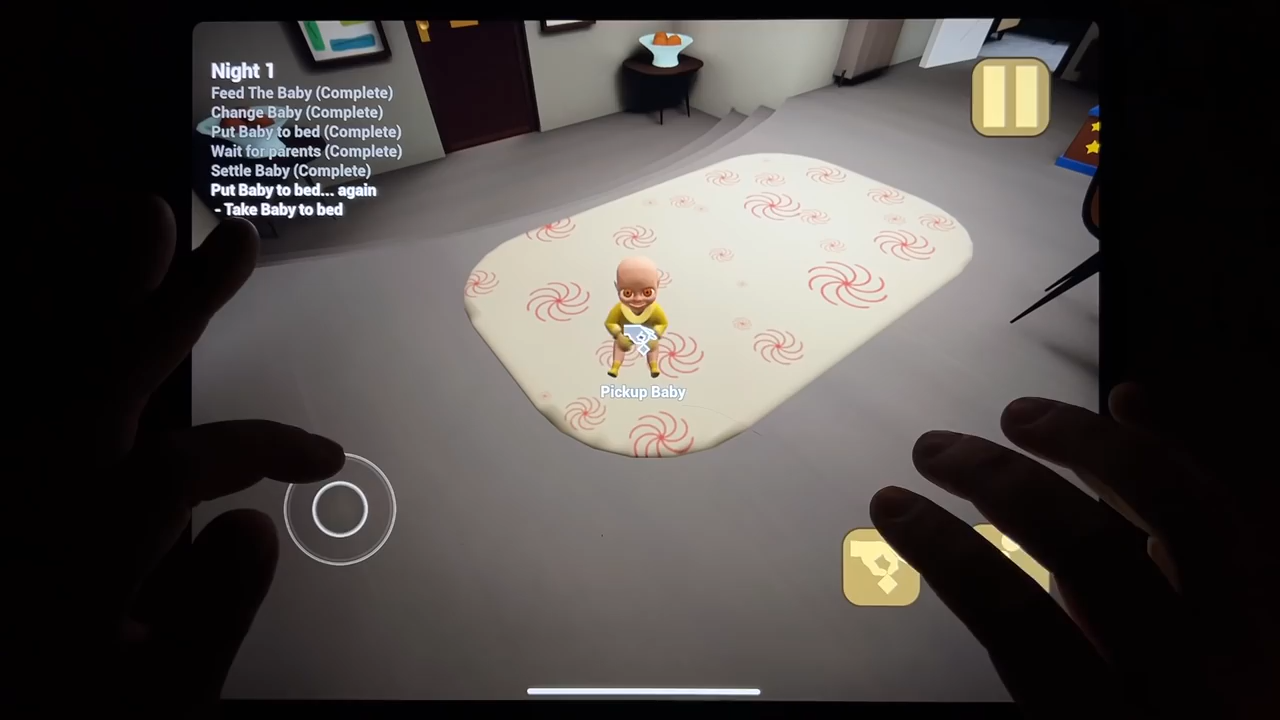 Night 1
Feed The Baby (Complete)
Change Baby (Complete)
Put Baby to bed (Complete)
Wait for parents (Complete)
Settle Baby (Complete)
Put Baby to bed... again
- Take Baby to bed
Pickup Baby